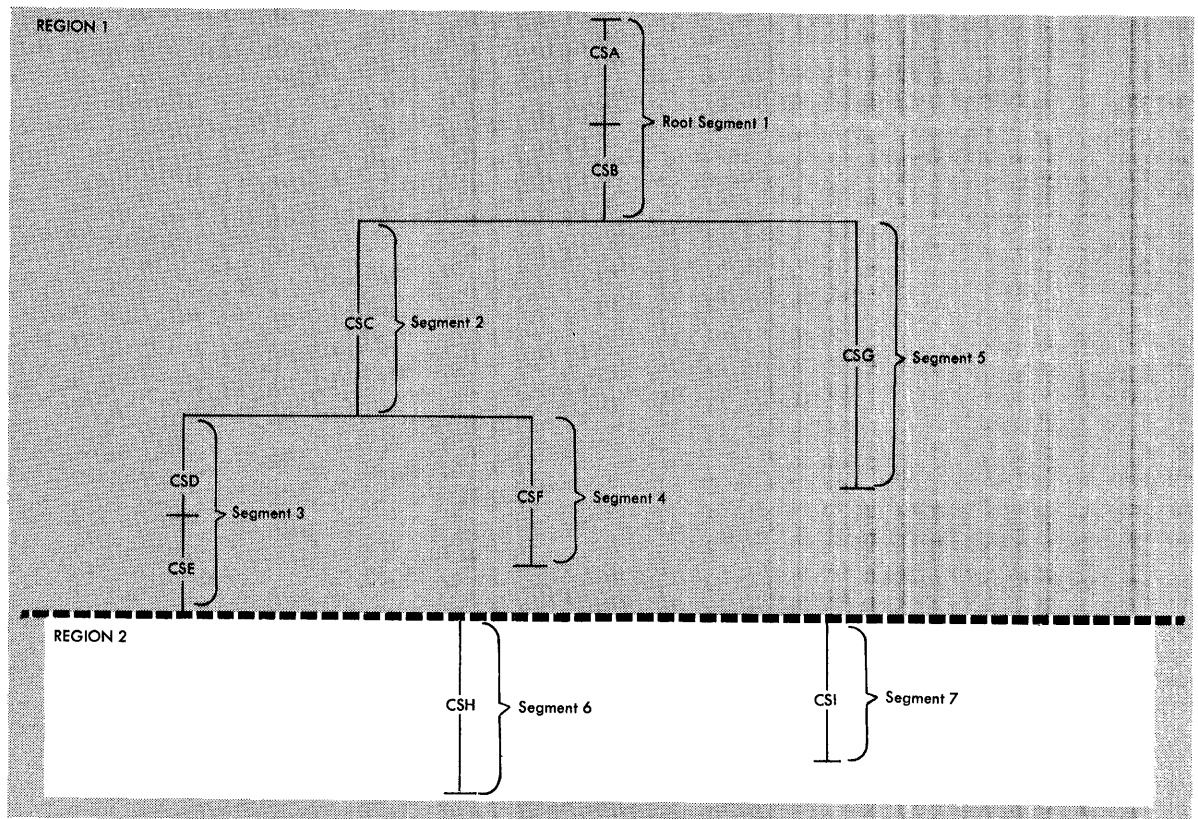 REGION 1
CSA
Root Segment 1
CSB
CSC
Segment 2
CSG
Segment 5
CSD
Segment 3
CSE
CSF
Segment 4
REGION 2
CSH
Segment 6
CSI
Segment 7